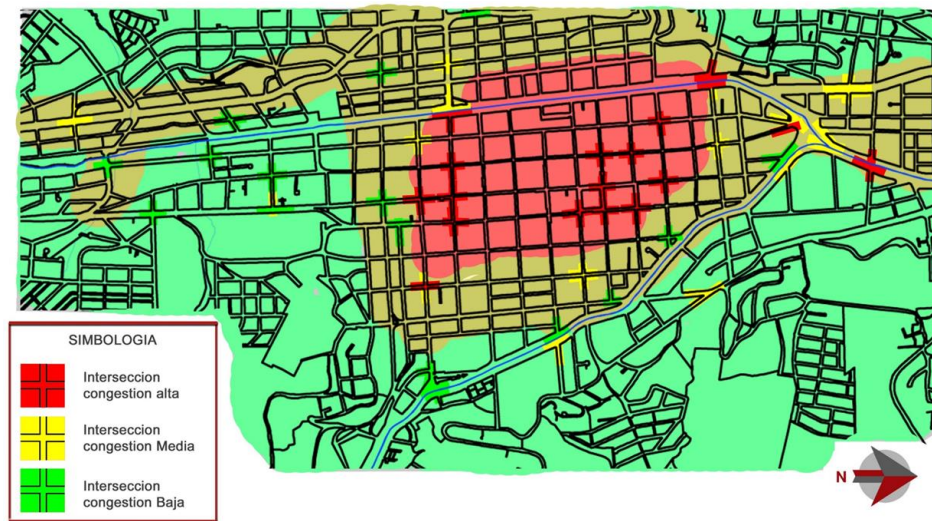 SIMBOLOGIA
Interseccion
congestion alta
Interseccion
congestion Media
Interseccion
congestion Baja
N